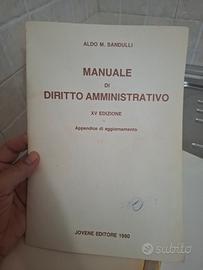 ALDO M. SANDULLI
MANUALE
DI
DIRITTO AMMINISTRATIVO
XV EDIZIONE
Appendice di aggiornamento
JOVENE EDITORE 1990
subito